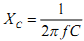 X_C = 1/(2πfC)